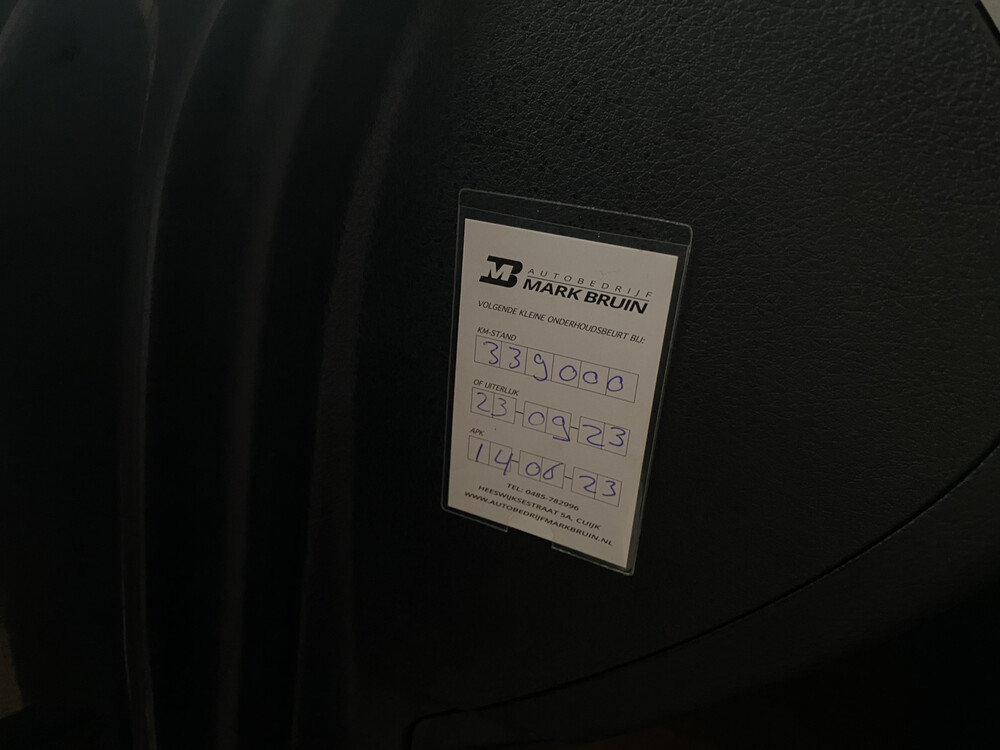 MB AUTOBEDRIJF
MARK BRUIN
VOLGENDE KLEINE ONDERHOUDSBEURT BIJ:
KM-STAND
339000
OF UITERLIJK
23-09-23
APK
14-06-23
TEL: 0485-782996
HEESWIJKSESTRAAT 5A, CUIJK
WWW.AUTOBEDRIJFMARKBRUIN.NL